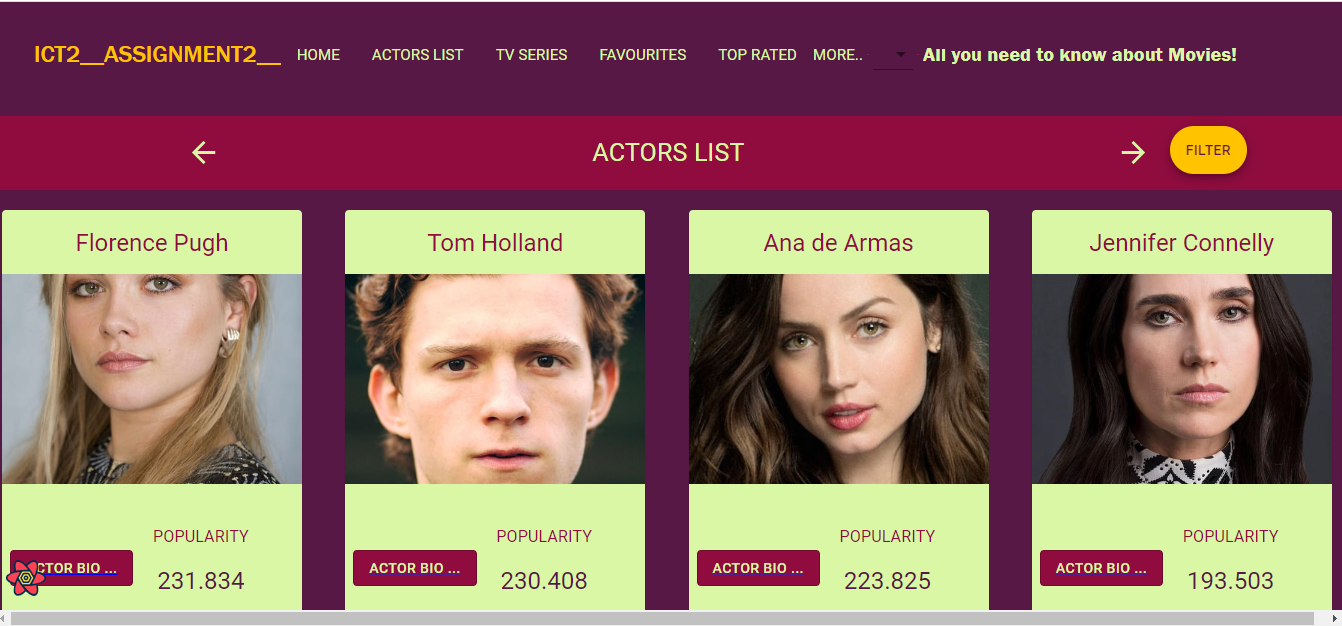 ICT2__ASSIGNMENT2__ HOME ACTORS LIST TV SERIES FAVOURITES TOP RATED MORE.. All you need to know about Movies!
ACTORS LIST FILTER
Florence Pugh Tom Holland Ana de Armas Jennifer Connelly
POPULARITY POPULARITY POPULARITY POPULARITY
CTOR BIO ... ACTOR BIO ... ACTOR BIO ... ACTOR BIO ...
231.834 230.408 223.825 193.503